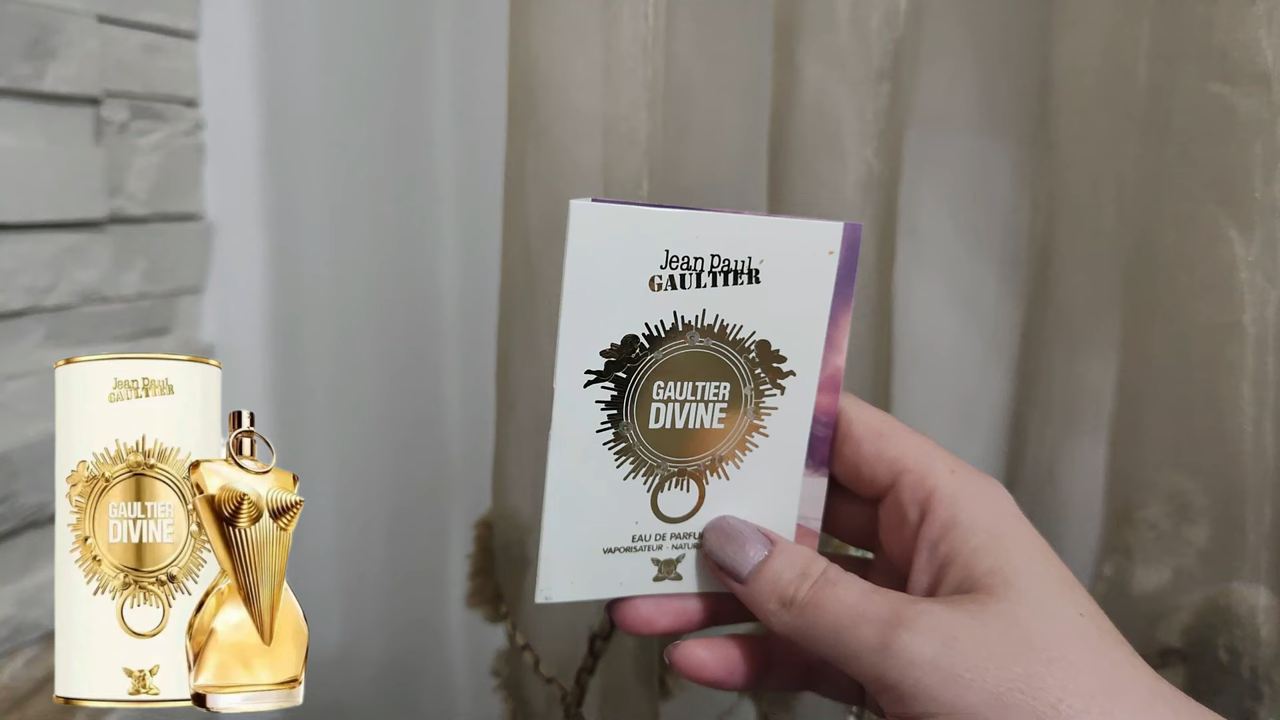 Jean Paul
GAULTIER
GAULTIER
DIVINE
EAU DE PARFU
VAPORISATEUR - NATUR
Jean Paul
GAULTIER
GAULTIER
DIVINE